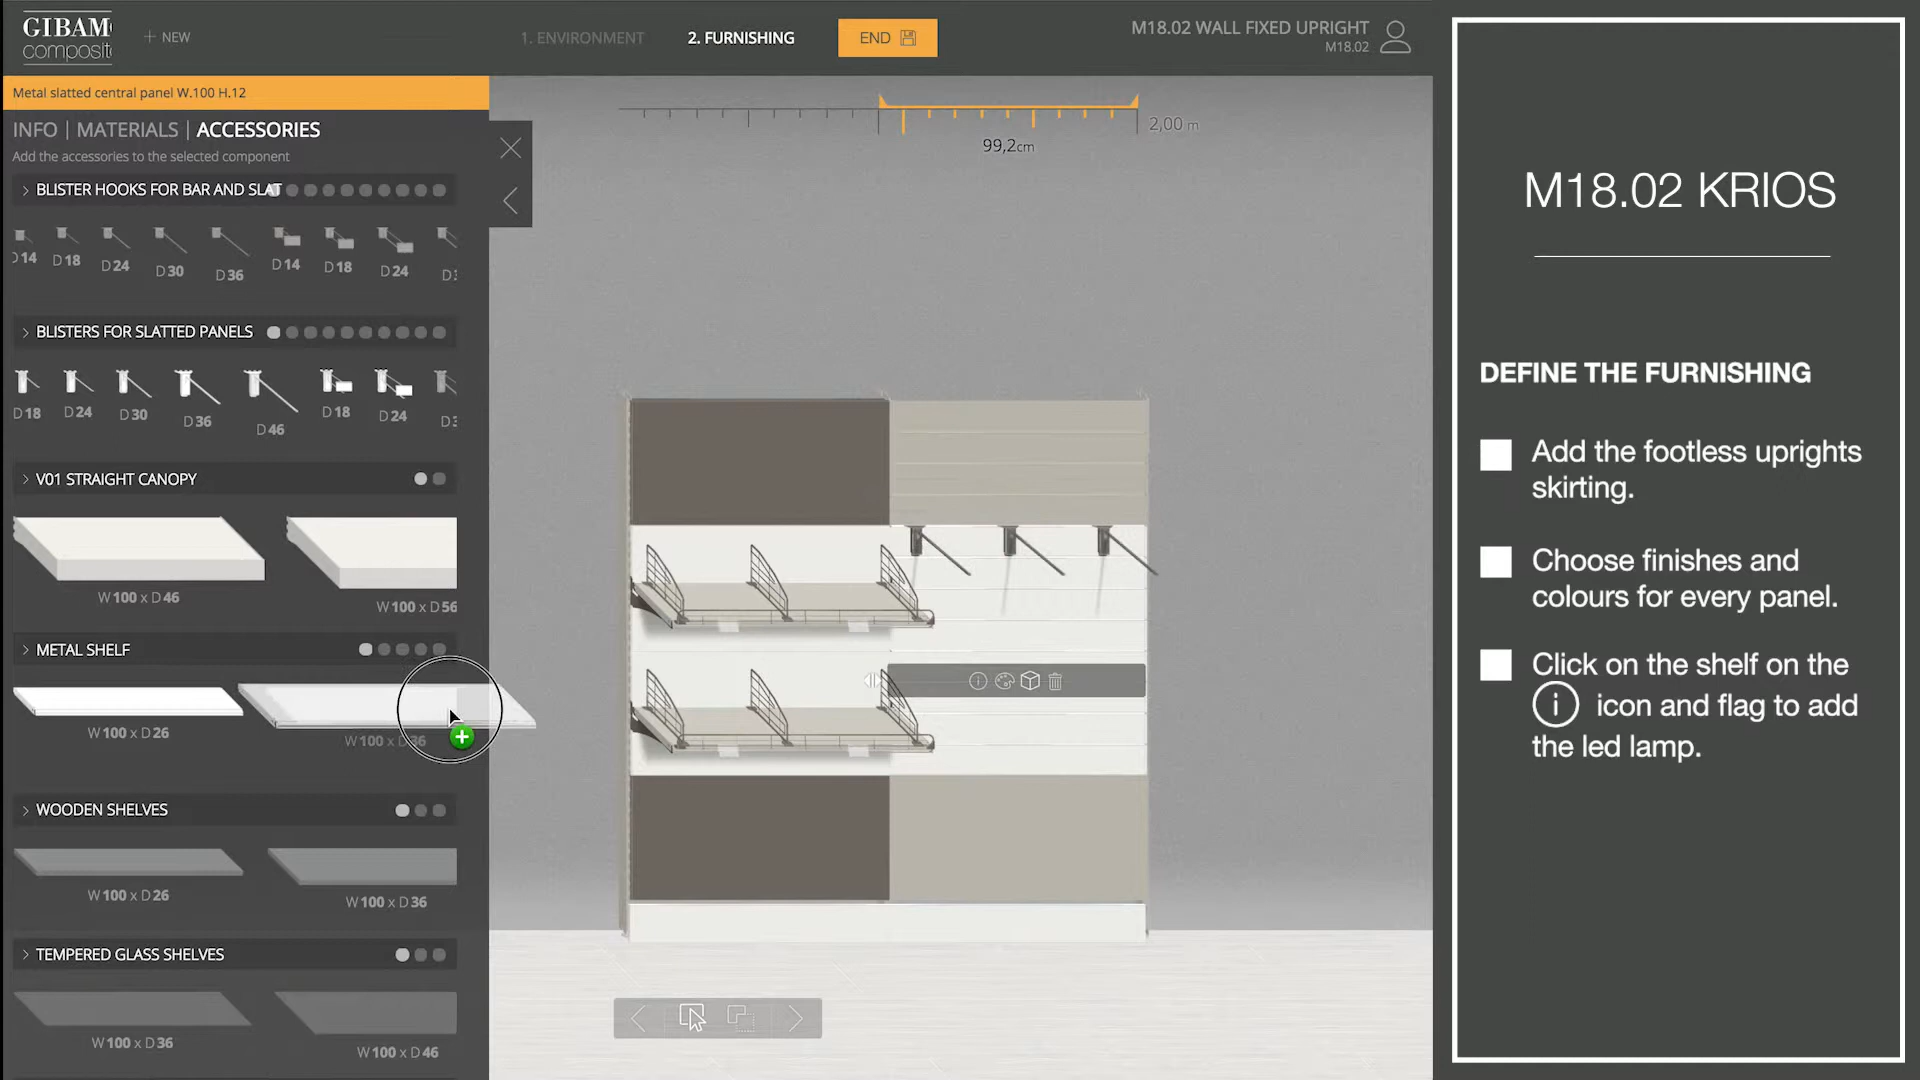 GIBAM
composit
+ NEW
1. ENVIRONMENT
2. FURNISHING
END
M18.02 WALL FIXED UPRIGHT
M18.02
Metal slatted central panel W.100 H.12
INFO | MATERIALS | ACCESSORIES
Add the accessories to the selected component
BLISTER HOOKS FOR BAR AND SLAT
D14 D18 D24 D30 D36 D14 D18 D24
BLISTERS FOR SLATTED PANELS
D18 D24 D30 D36 D46 D18 D24
V01 STRAIGHT CANOPY
W100 x D46
W100 x D56
METAL SHELF
W100 x D26
W100 x D36
WOODEN SHELVES
W100 x D26
W100 x D36
TEMPERED GLASS SHELVES
W100 x D36
W100 x D46
2,00 m
99,2cm
M18.02 KRIOS
DEFINE THE FURNISHING
Add the footless uprights
skirting.
Choose finishes and
colours for every panel.
Click on the shelf on the
i icon and flag to add
the led lamp.